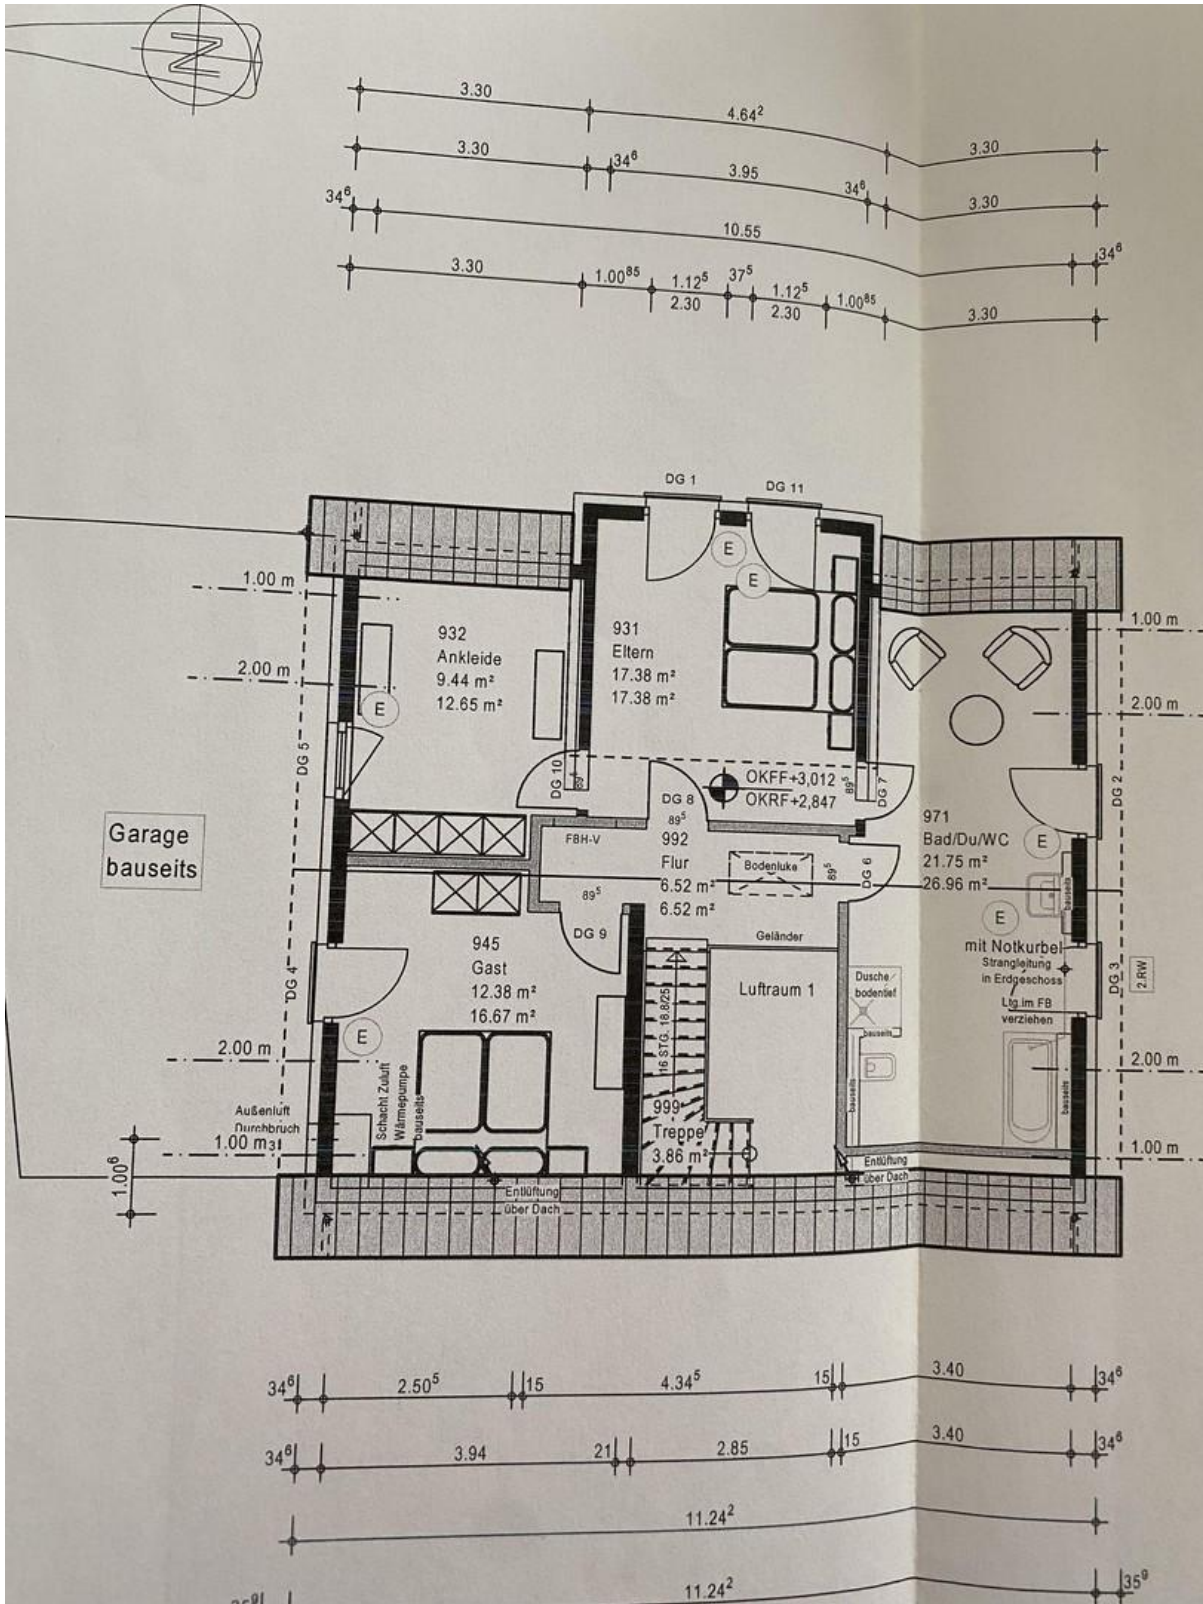 N
3.30
4.64²
3.30
34⁶
3.95
34⁶
3.30
3.30
34⁶
10.55
34⁶
3.30
1.00⁸⁵
1.12⁵
2.30
37⁵
1.12⁵
2.30
1.00⁸⁵
3.30
DG 1
DG 11
E
E
1.00 m
1.00 m
932
Ankleide
9.44 m²
12.65 m²
931
Eltern
17.38 m²
17.38 m²
2.00 m
2.00 m
E
DG 5
DG 10
89⁵
OKFF+3,012
OKRF+2,847
DG 8
89⁵
89⁵
DG 7
DG 2
Garage
bauseits
FBH-V
992
Flur
6.52 m²
6.52 m²
Bodenluke
89⁵
DG 6
971
Bad/Du/WC
21.75 m²
26.96 m²
E
bauseits
89⁵
DG 9
Geländer
E
mit Notkurbel
Strangleitung
in Erdgeschoss
Ltg.im FB
verziehen
DG 3
2.RW
945
Gast
12.38 m²
16.67 m²
DG 4
16 STG. 18.8/25
Luftraum 1
Dusche
bodentief
bauseits
bauseits
E
2.00 m
2.00 m
Schacht Zuluft
Wärmepumpe
bauseits
bauseits
Außenluft
Durchbruch
1.00 m
3
1.00⁶
999
Treppe
3.86 m²
1.00 m
Entlüftung
über Dach
Entlüftung
über Dach
34⁶
2.50⁵
15
4.34⁵
15
3.40
34⁶
34⁶
3.94
21
2.85
15
3.40
34⁶
11.24²
11.24²
35⁹